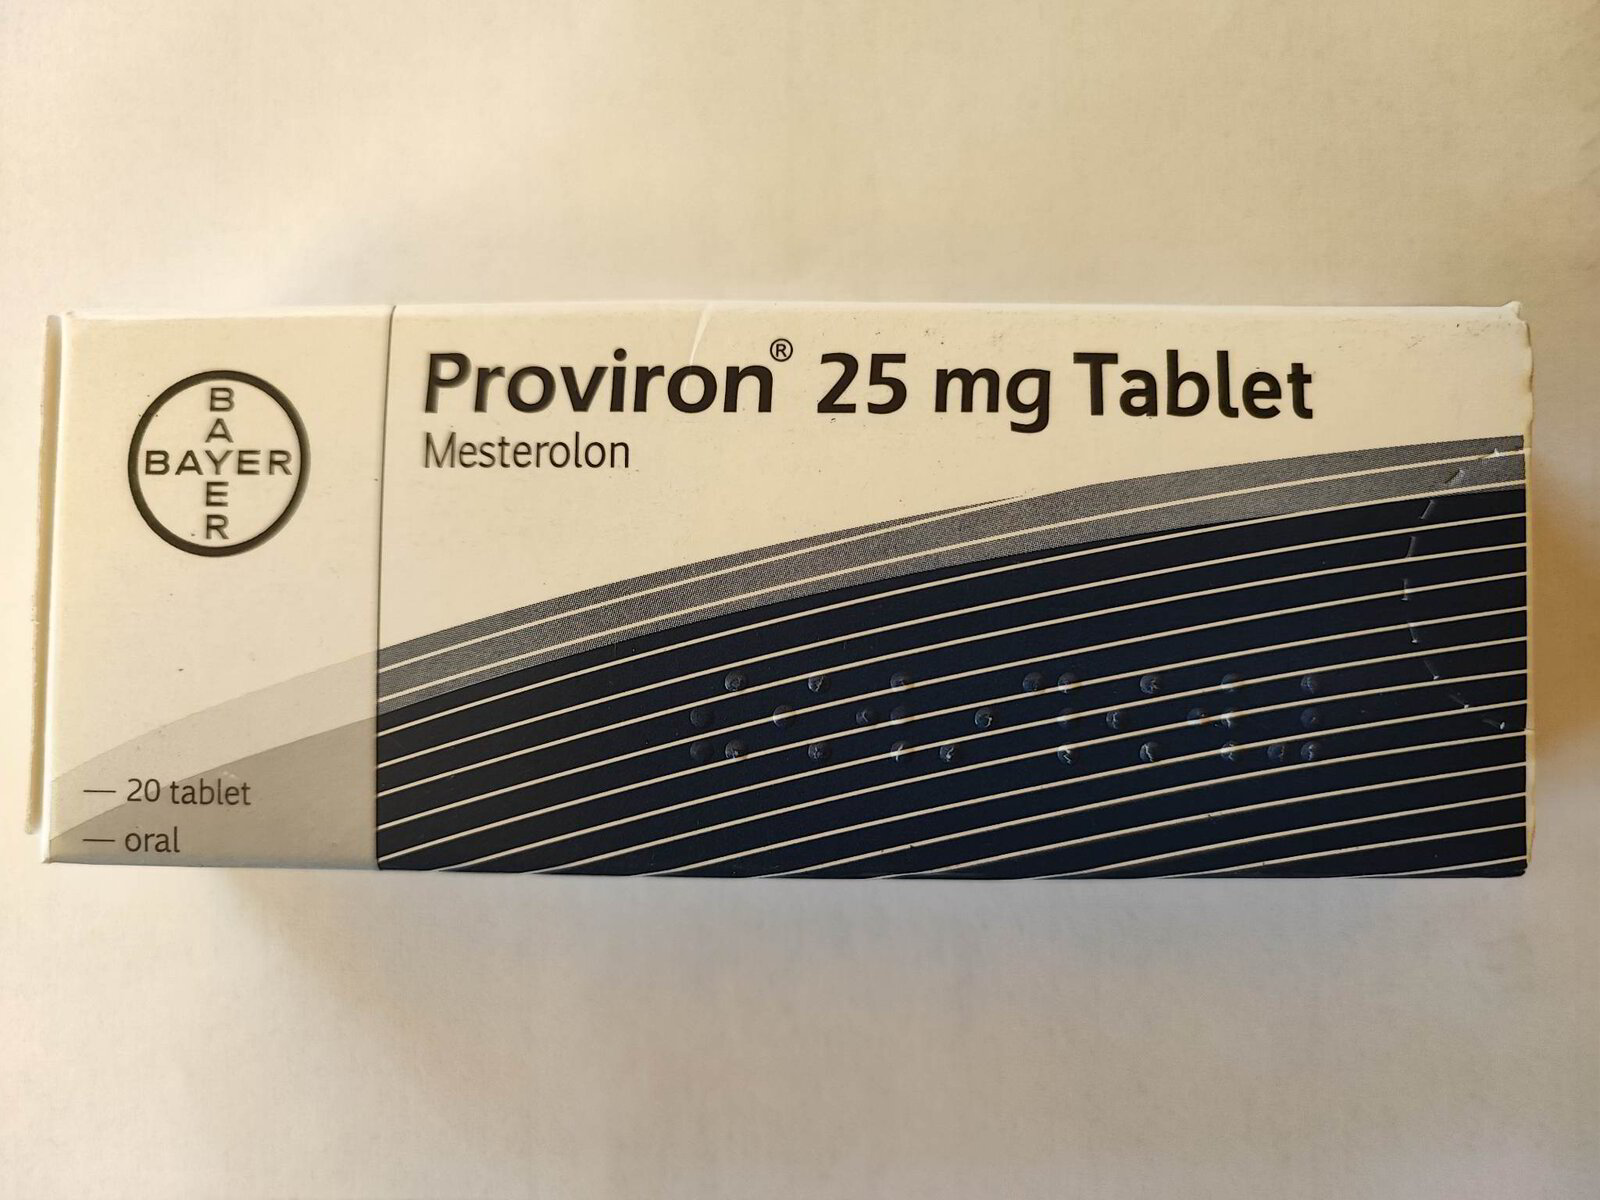 BAYER
BAYER
Proviron® 25 mg Tablet
Mesterolon
— 20 tablet
— oral